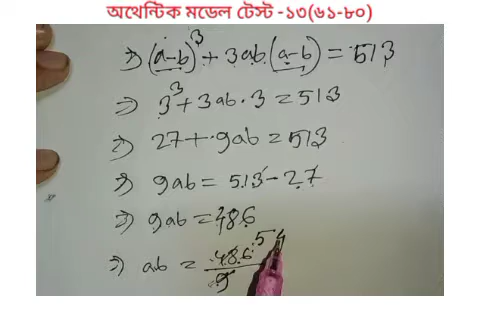 অথেন্টিক মডেল টেস্ট -১৩(৬১-৮০)
⇒ (a-b)³ + 3ab(a-b) = 513
⇒ 3³ + 3ab · 3 = 513
⇒ 27 + 9ab = 513
⇒ 9ab = 513 - 27
⇒ 9ab = 486
⇒ ab = 486/9 54